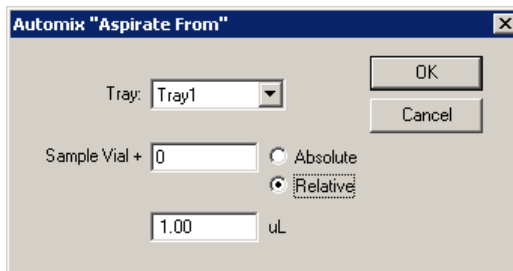 Automix "Aspirate From"
Tray: Tray1
OK
Cancel
Sample Vial + 0
Absolute
Relative
1.00 uL